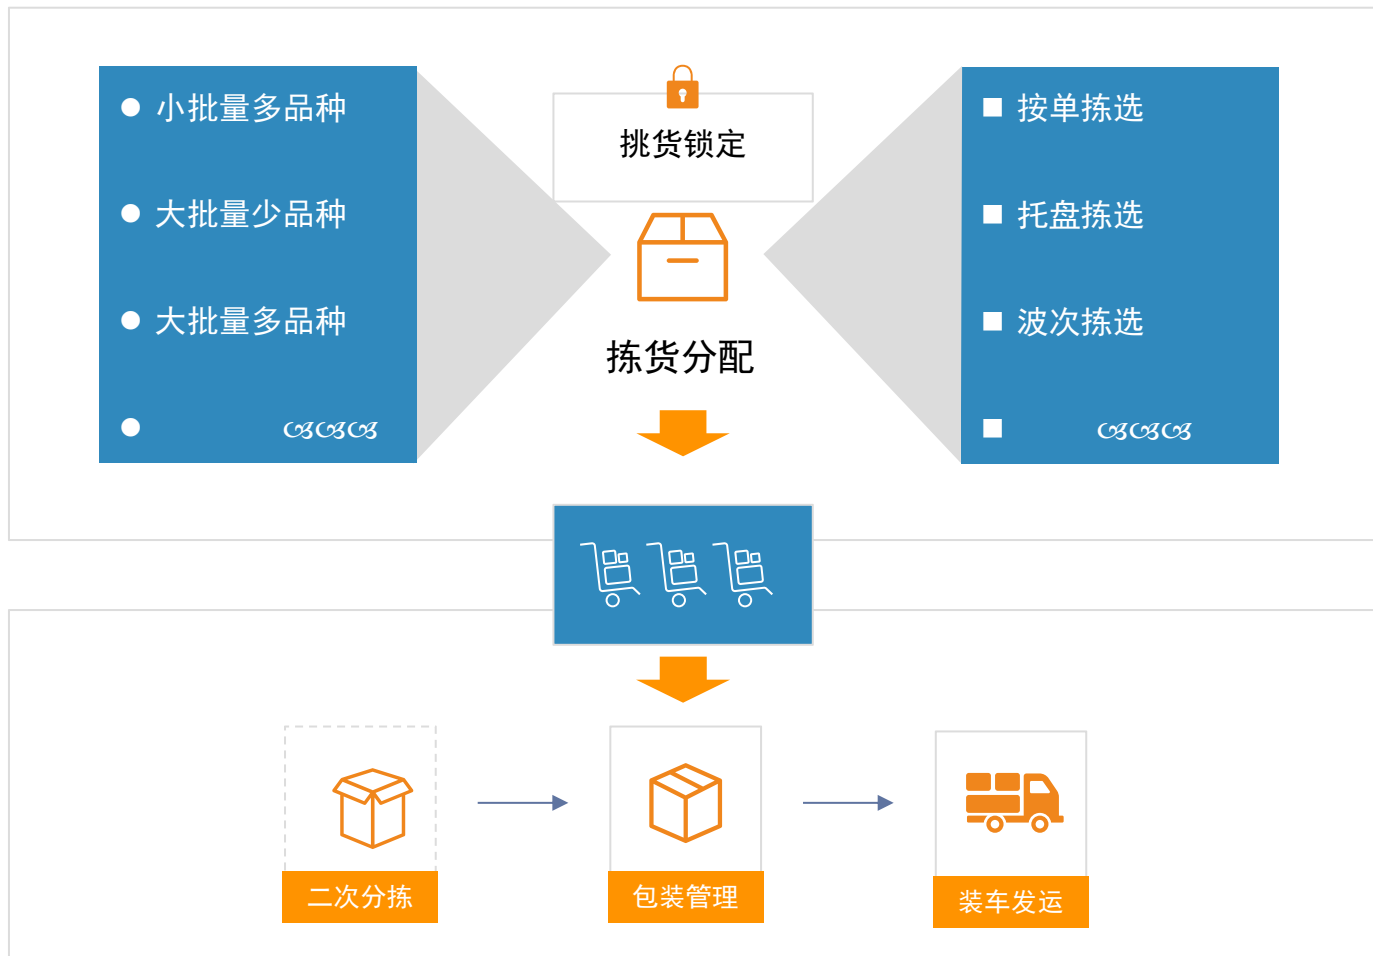 小批量多品种
大批量少品种
大批量多品种
挑货锁定
拣货分配
按单拣选
托盘拣选
波次拣选
二次分拣
包装管理
装车发运